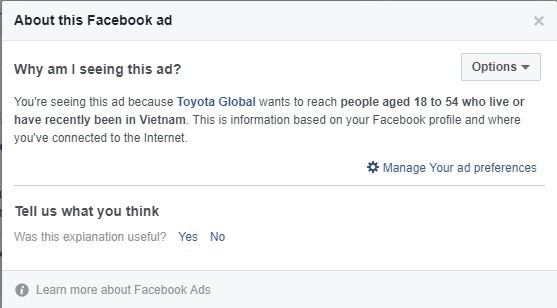 About this Facebook ad
Why am I seeing this ad?
Options
You're seeing this ad because Toyota Global wants to reach people aged 18 to 54 who live or
have recently been in Vietnam. This is information based on your Facebook profile and where
you've connected to the Internet.
Manage Your ad preferences
Tell us what you think
Was this explanation useful? Yes No
Learn more about Facebook Ads